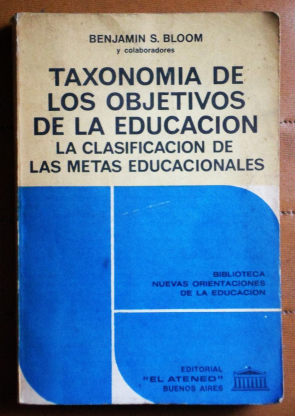 BENJAMIN S. BLOOM
y colaboradores
TAXONOMIA DE
LOS OBJETIVOS
DE LA EDUCACION
LA CLASIFICACION DE
LAS METAS EDUCACIONALES
BIBLIOTECA
NUEVAS ORIENTACIONES
DE LA EDUCACION
EDITORIAL
"EL ATENEO"
BUENOS AIRES